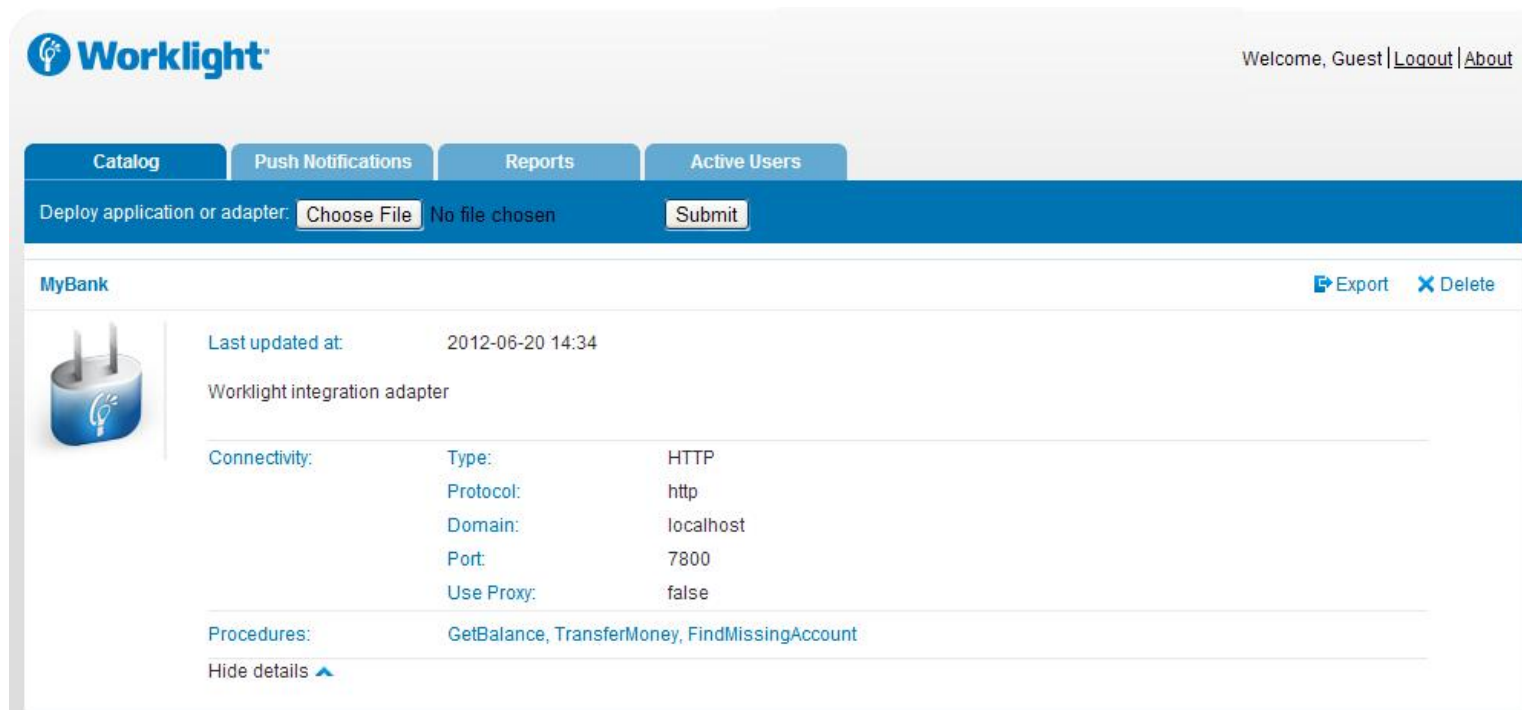 Worklight
Welcome, Guest | Logout | About
Catalog Push Notifications Reports Active Users
Deploy application or adapter: Choose File No file chosen Submit
MyBank Export Delete
Last updated at: 2012-06-20 14:34
Worklight integration adapter
Connectivity: Type: HTTP
Protocol: http
Domain: localhost
Port: 7800
Use Proxy: false
Procedures: GetBalance, TransferMoney, FindMissingAccount
Hide details